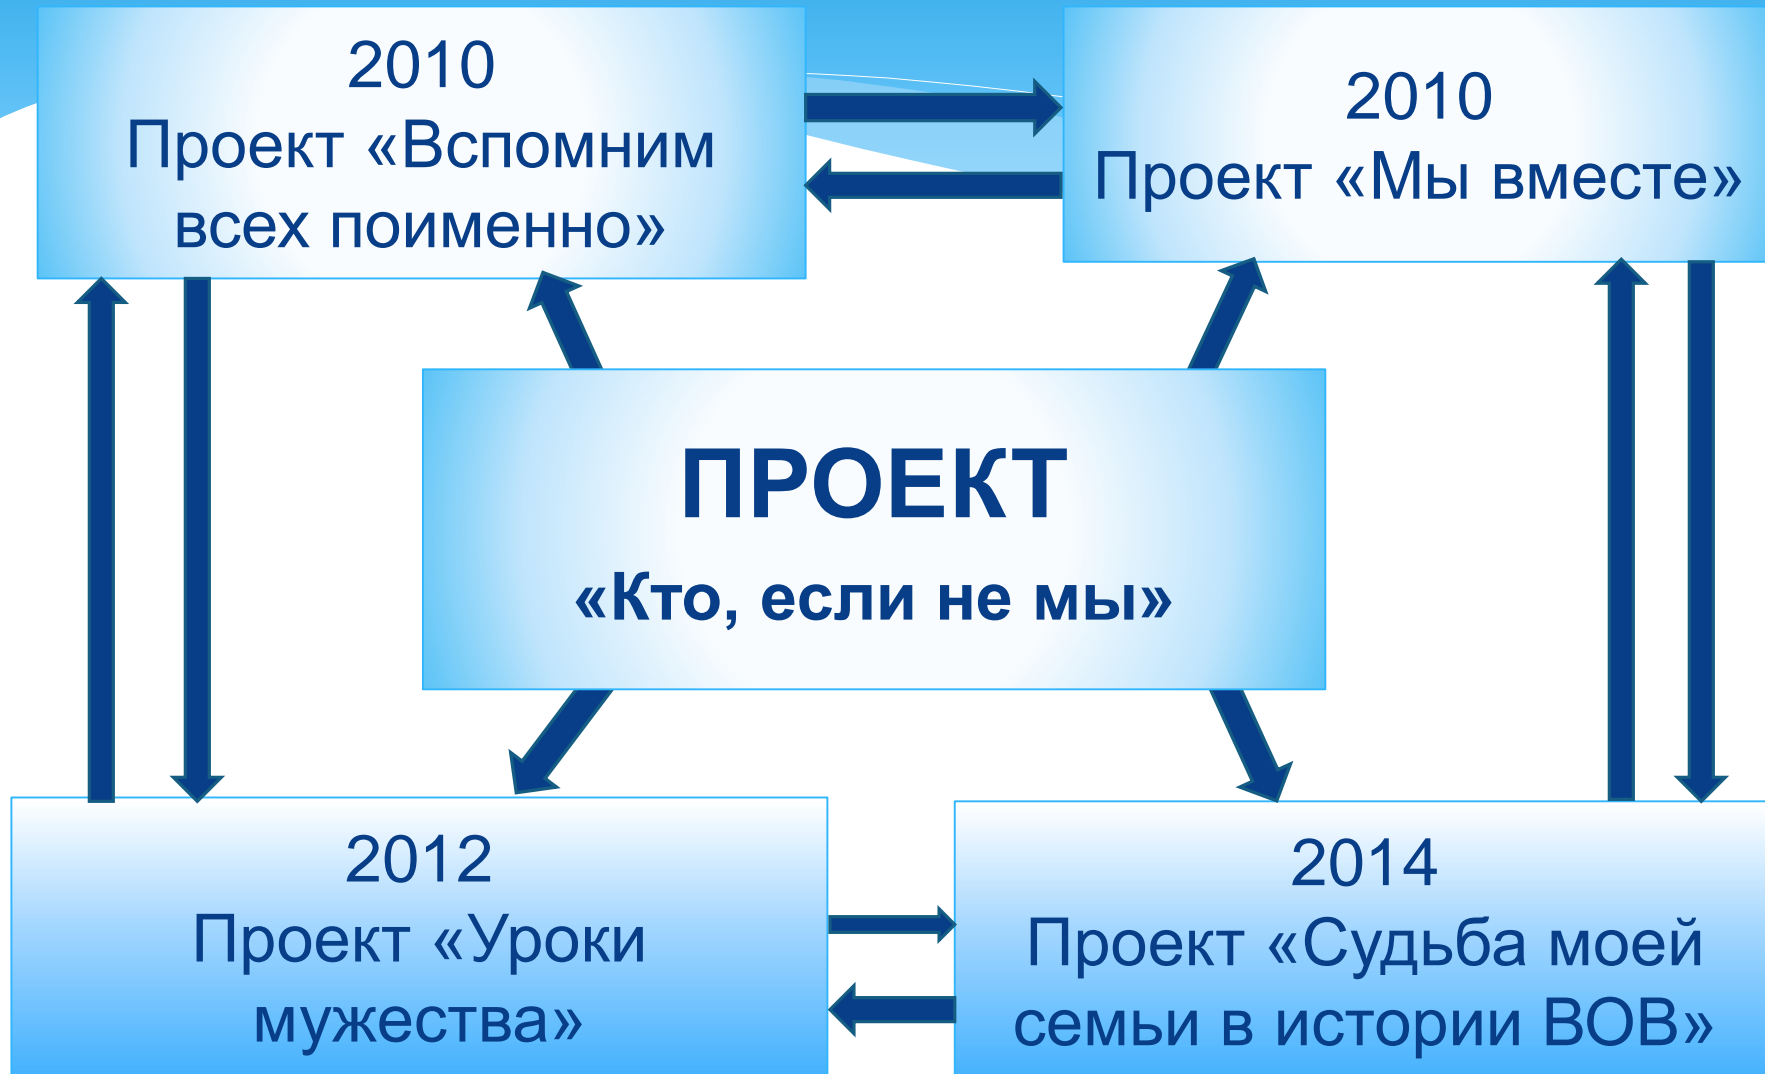 2010
Проект «Вспомним
всех поименно»
2010
Проект «Мы вместе»
ПРОЕКТ
«Кто, если не мы»
2012
Проект «Уроки
мужества»
2014
Проект «Судьба моей
семьи в истории ВОВ»